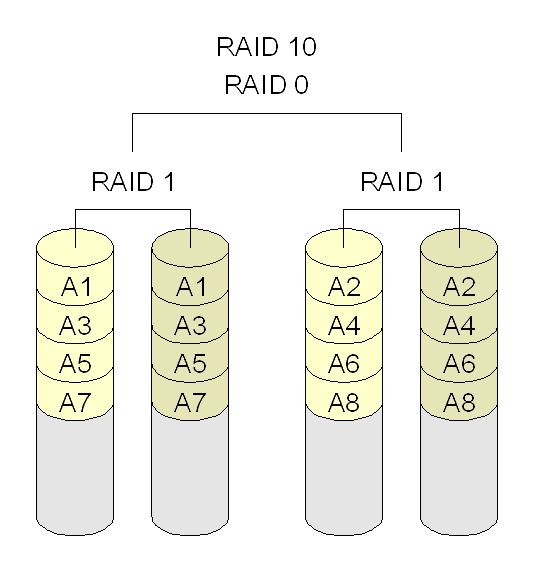 RAID 10
RAID 0
RAID 1 RAID 1
A1 A1 A2 A2
A3 A3 A4 A4
A5 A5 A6 A6
A7 A7 A8 A8